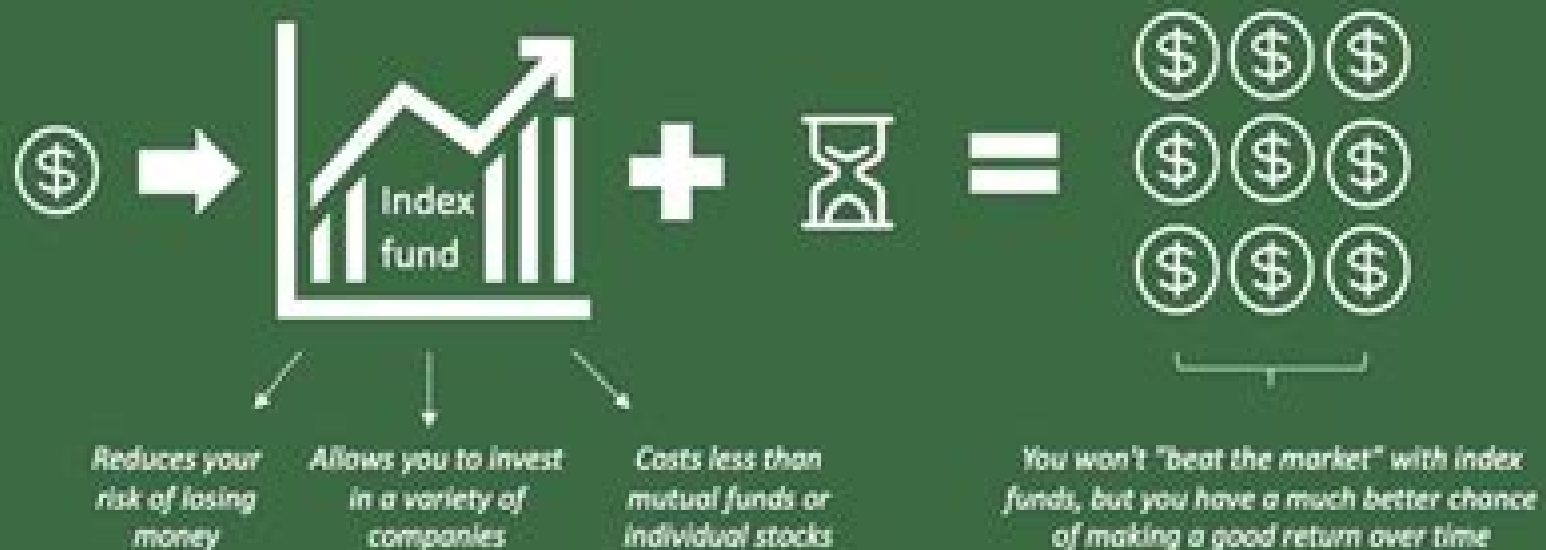 Index
fund
Reduces your
risk of losing
money
Allows you to invest
in a variety of
companies
Costs less than
mutual funds or
individual stocks
You won't "beat the market" with index
funds, but you have a much better chance
of making a good return over time